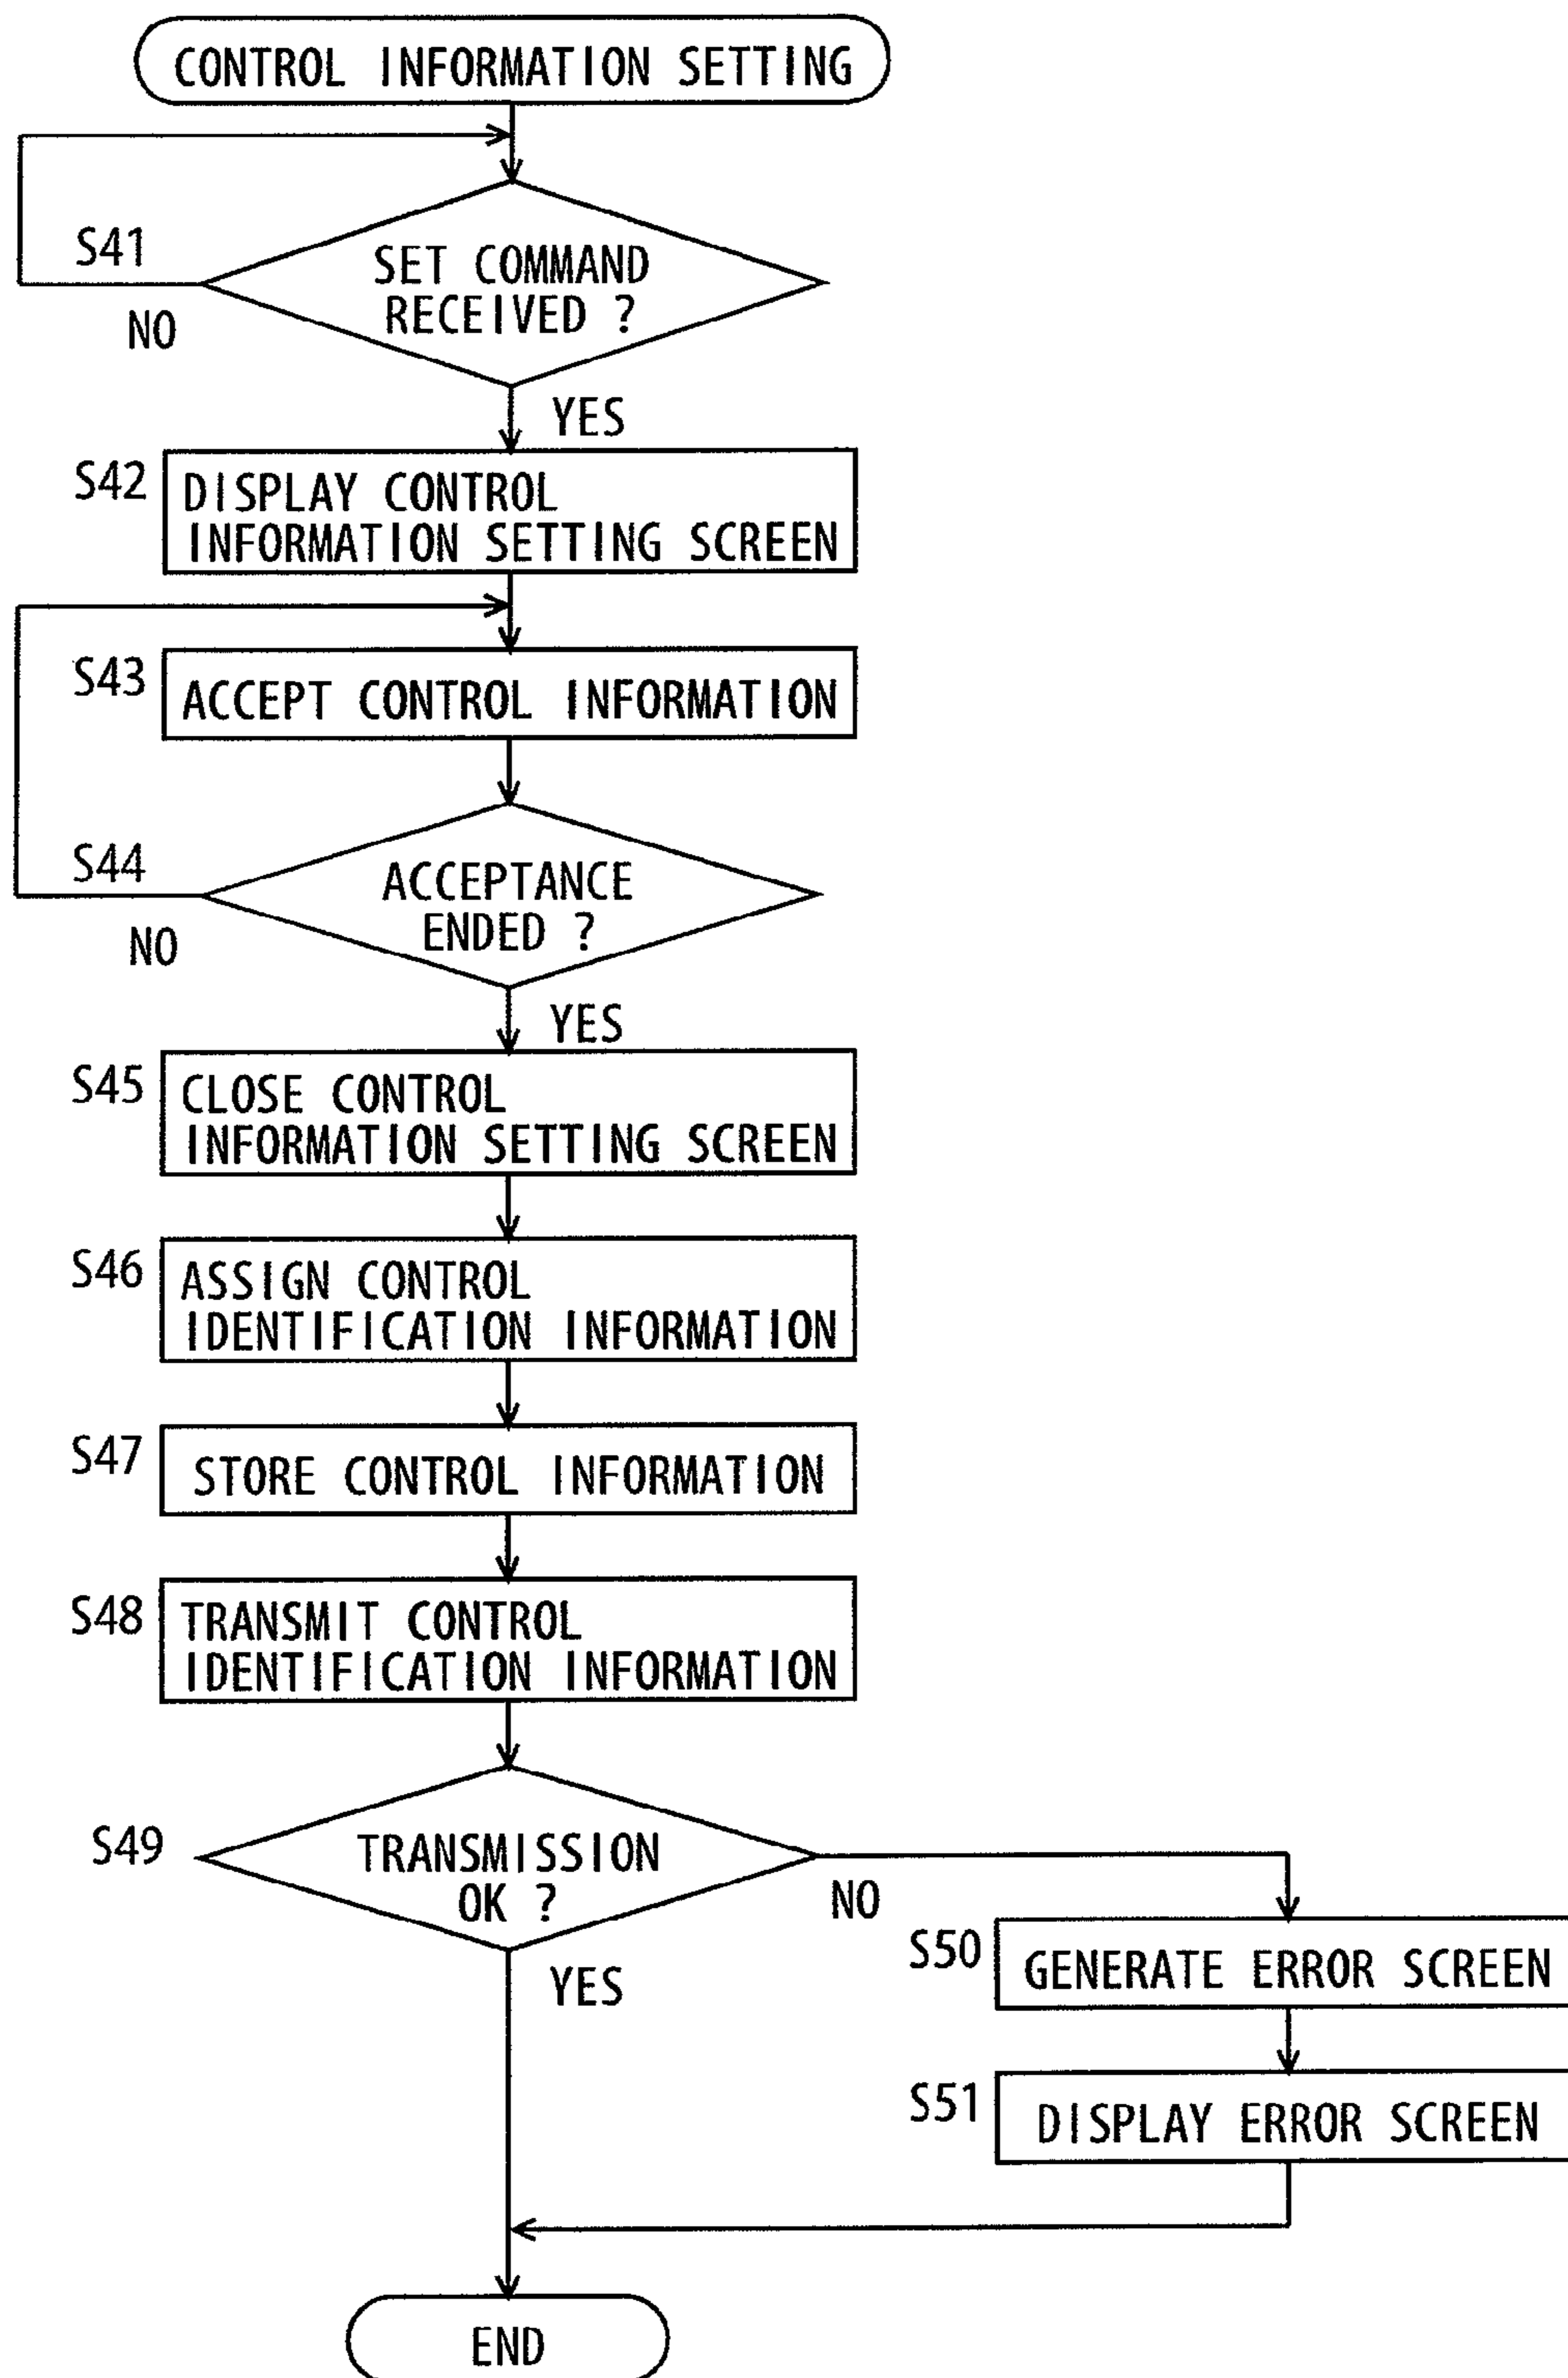 CONTROL INFORMATION SETTING
S41
SET COMMAND
RECEIVED ?
NO
YES
S42
DISPLAY CONTROL
INFORMATION SETTING SCREEN
S43
ACCEPT CONTROL INFORMATION
S44
ACCEPTANCE
ENDED ?
NO
YES
S45
CLOSE CONTROL
INFORMATION SETTING SCREEN
S46
ASSIGN CONTROL
IDENTIFICATION INFORMATION
S47
STORE CONTROL INFORMATION
S48
TRANSMIT CONTROL
IDENTIFICATION INFORMATION
S49
TRANSMISSION
OK ?
NO
YES
S50
GENERATE ERROR SCREEN
S51
DISPLAY ERROR SCREEN
END